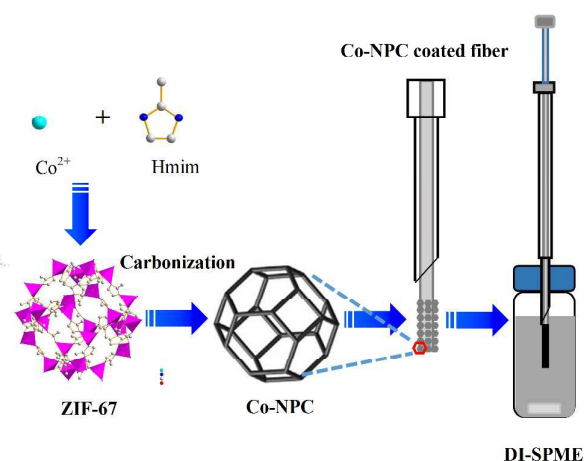 Co-NPC coated fiber
+
Co2+
Hmim
Carbonization
ZIF-67
Co-NPC
DI-SPME